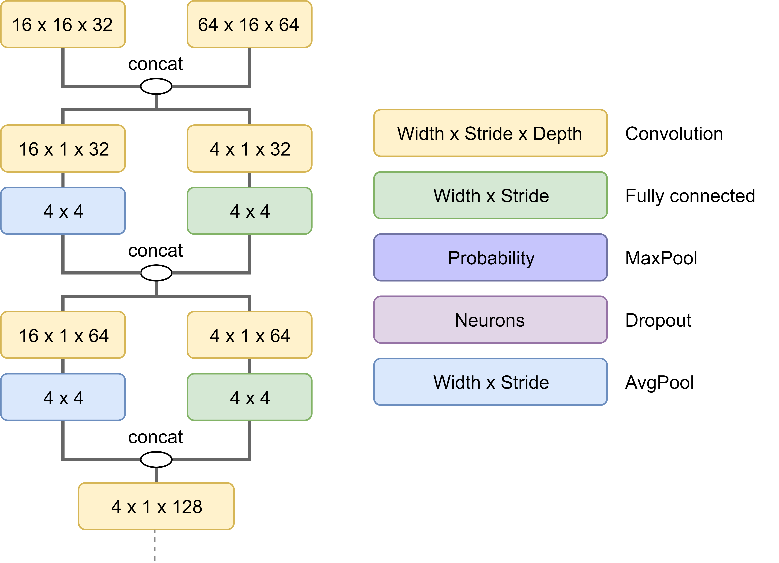 16 x 16 x 32
64 x 16 x 64
concat
16 x 1 x 32
4 x 1 x 32
4 x 4
4 x 4
concat
16 x 1 x 64
4 x 1 x 64
4 x 4
4 x 4
concat
4 x 1 x 128
Width x Stride x Depth Convolution
Width x Stride Fully connected
Probability MaxPool
Neurons Dropout
Width x Stride AvgPool